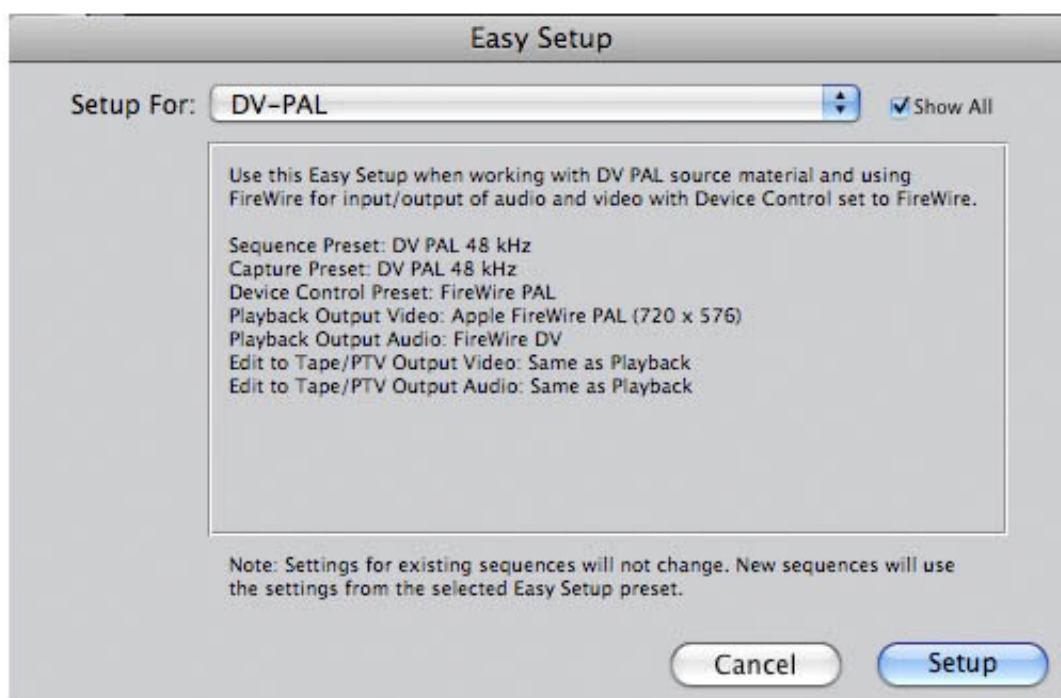 Easy Setup
Setup For: DV-PAL Show All
Use this Easy Setup when working with DV PAL source material and using
FireWire for input/output of audio and video with Device Control set to FireWire.
Sequence Preset: DV PAL 48 kHz
Capture Preset: DV PAL 48 kHz
Device Control Preset: FireWire PAL
Playback Output Video: Apple FireWire PAL (720 x 576)
Playback Output Audio: FireWire DV
Edit to Tape/PTV Output Video: Same as Playback
Edit to Tape/PTV Output Audio: Same as Playback
Note: Settings for existing sequences will not change. New sequences will use
the settings from the selected Easy Setup preset.
Cancel Setup